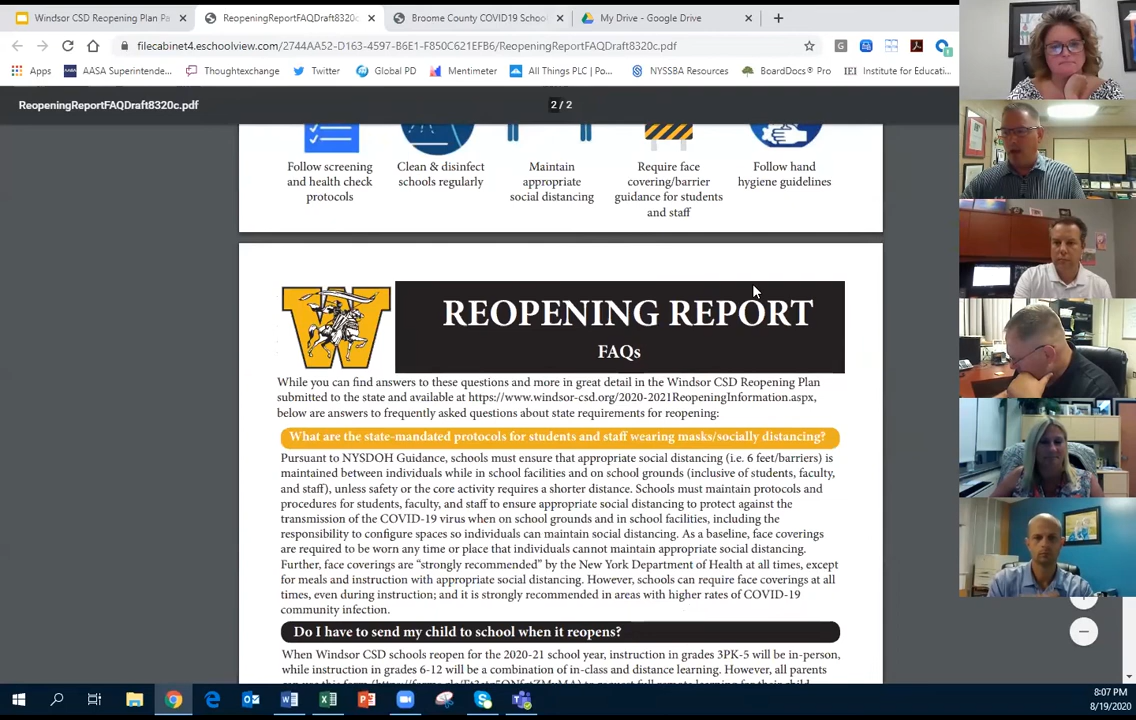 Windsor CSD Reopening Plan Pa
ReopeningReportFAQDraft8320c
Broome County COVID19 Schoo
My Drive - Google Drive
filecabinet4.eschoolview.com/2744AA52-D163-4597-B6E1-F850C621EFB6/ReopeningReportFAQDraft8320c.pdf
Apps
AASA Superintende...
Thoughtexchange
Twitter
Global PD
Mentimeter
All Things PLC | Po...
NYSSBA Resources
BoardDocs® Pro
IEI Institute for Educati...
ReopeningReportFAQDraft8320c.pdf
2 / 2
Follow screening
and health check
protocols
Clean & disinfect
schools regularly
Maintain
appropriate
social distancing
Require face
covering/barrier
guidance for students
and staff
Follow hand
hygiene guidelines
W
REOPENING REPORT
FAQs
While you can find answers to these questions and more in great detail in the Windsor CSD Reopening Plan
submitted to the state and available at https://www.windsor-csd.org/2020-2021ReopeningInformation.aspx,
below are answers to frequently asked questions about state requirements for reopening:
What are the state-mandated protocols for students and staff wearing masks/socially distancing?
Pursuant to NYSDOH Guidance, schools must ensure that appropriate social distancing (i.e. 6 feet/barriers) is
maintained between individuals while in school facilities and on school grounds (inclusive of students, faculty,
and staff), unless safety or the core activity requires a shorter distance. Schools must maintain protocols and
procedures for students, faculty, and staff to ensure appropriate social distancing to protect against the
transmission of the COVID-19 virus when on school grounds and in school facilities, including the
responsibility to configure spaces so individuals can maintain social distancing. As a baseline, face coverings
are required to be worn any time or place that individuals cannot maintain appropriate social distancing.
Further, face coverings are “strongly recommended” by the New York Department of Health at all times, except
for meals and instruction with appropriate social distancing. However, schools can require face coverings at all
times, even during instruction; and it is strongly recommended in areas with higher rates of COVID-19
community infection.
Do I have to send my child to school when it reopens?
When Windsor CSD schools reopen for the 2020-21 school year, instruction in grades 3PK-5 will be in-person,
while instruction in grades 6-12 will be a combination of in-class and distance learning. However, all parents
8:07 PM
8/19/2020